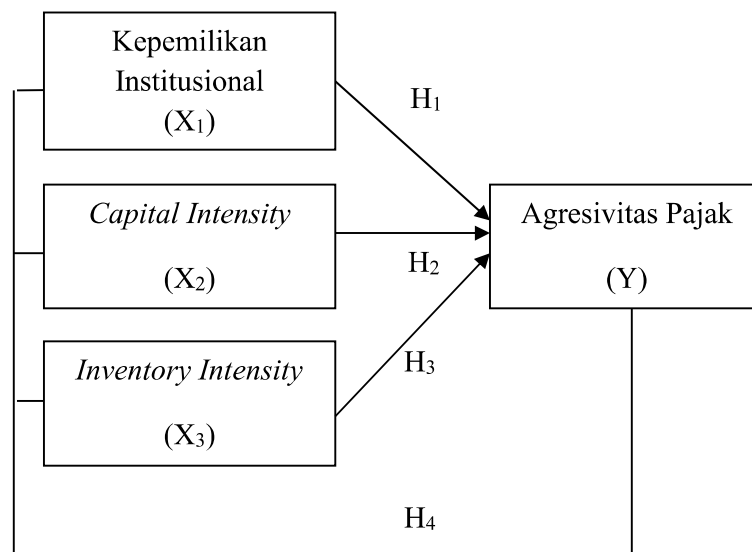 Kepemilikan
Institusional
(X₁)
H₁
Capital Intensity
(X₂)
H₂
Agresivitas Pajak
(Y)
Inventory Intensity
(X₃)
H₃
H₄